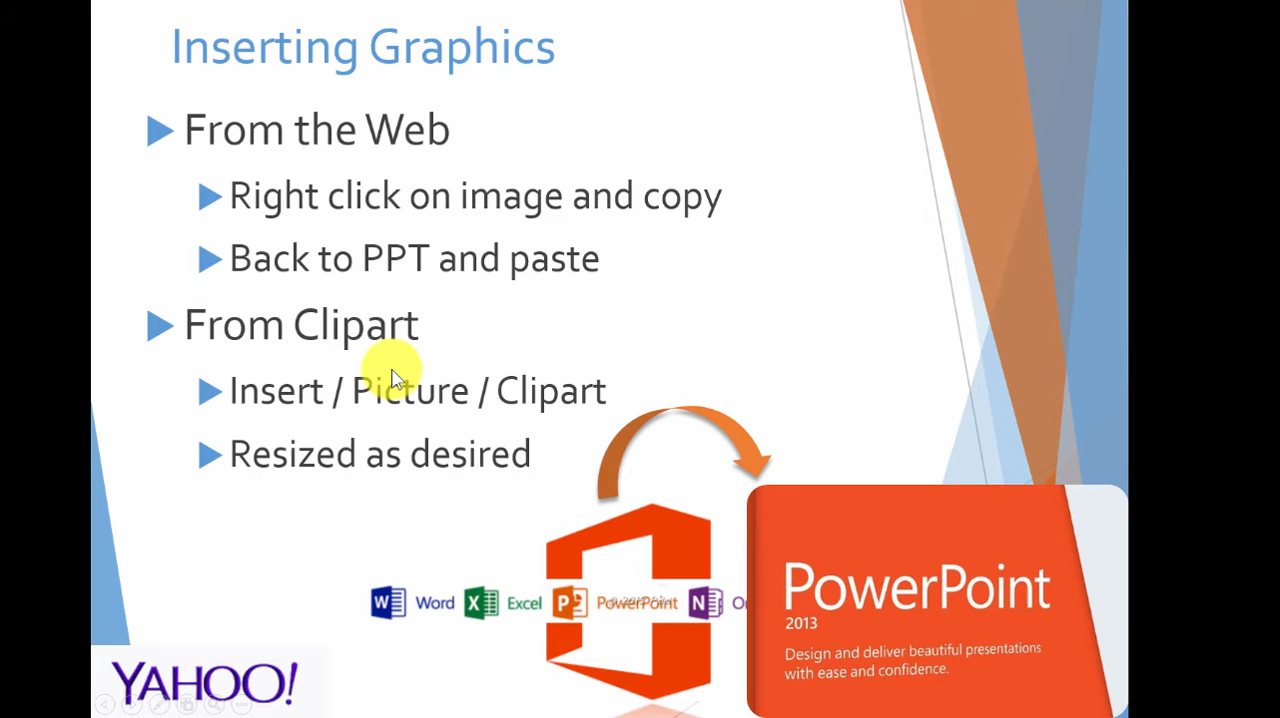 Inserting Graphics
From the Web
Right click on image and copy
Back to PPT and paste
From Clipart
Insert / Picture / Clipart
Resized as desired
Word Excel PowerPoint
PowerPoint
2013
Design and deliver beautiful presentations
with ease and confidence.
YAHOO!